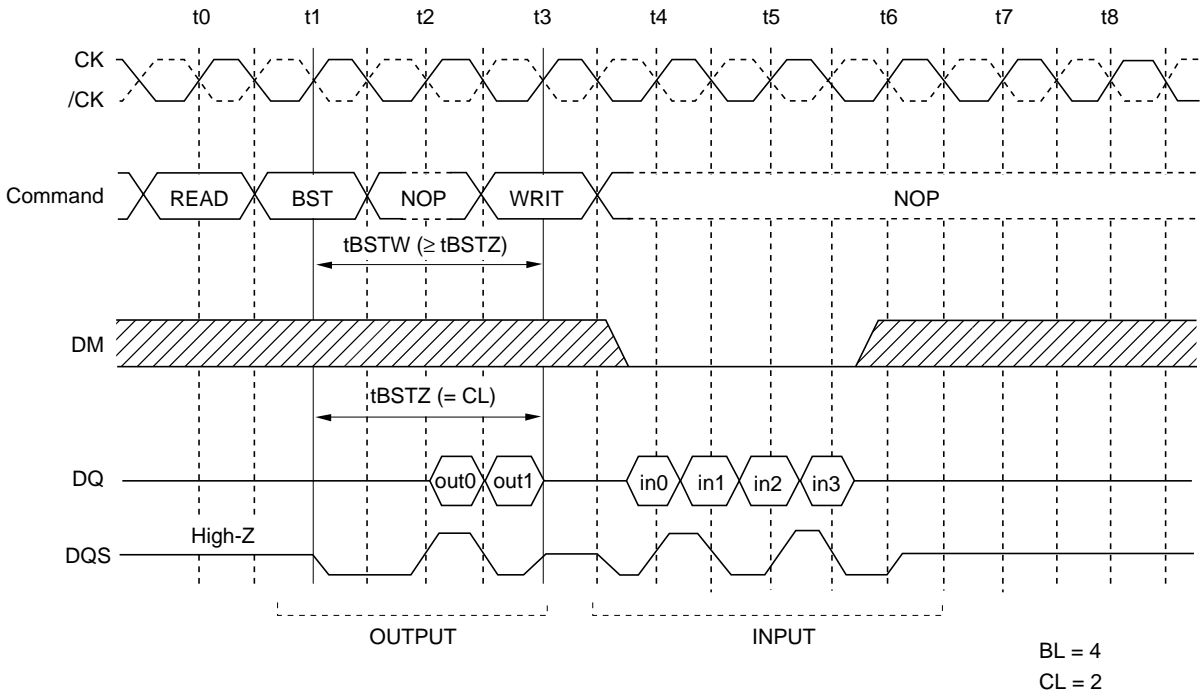 t0 t1 t2 t3 t4 t5 t6 t7 t8
CK
/CK
Command READ BST NOP WRIT NOP
tBSTW (≥ tBSTZ)
DM
tBSTZ (= CL)
DQ out0 out1 in0 in1 in2 in3
High-Z
DQS
OUTPUT INPUT
BL = 4
CL = 2